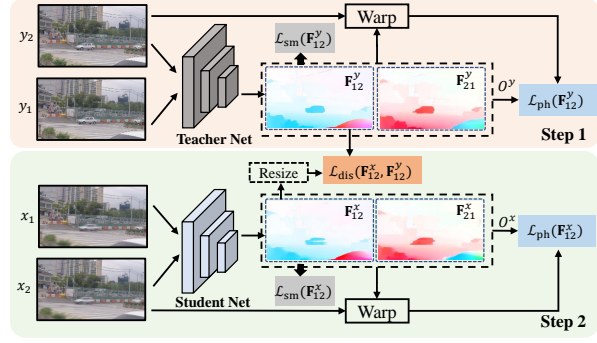 y₂
Warp
ℒsm(F₁₂ʸ)
F₁₂ʸ
F₂₁ʸ
Oʸ
ℒph(F₁₂ʸ)
y₁
Teacher Net
Step 1
Resize
ℒdis(F₁₂ˣ, F₁₂ʸ)
x₁
F₁₂ˣ
F₂₁ˣ
Oˣ
ℒph(F₁₂ˣ)
x₂
Student Net
ℒsm(F₁₂ˣ)
Warp
Step 2